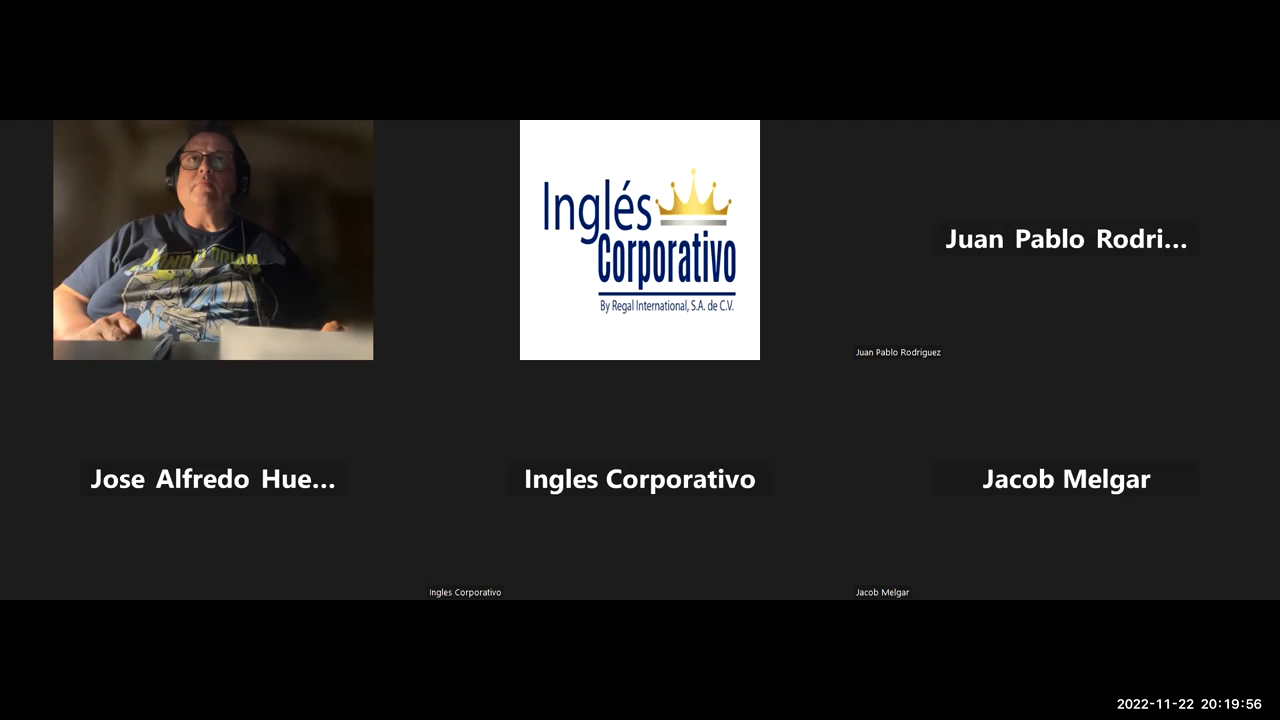 Inglés
Corporativo
By Regal International, S.A. de C.V.
Juan Pablo Rodri...
Juan Pablo Rodriguez
Jose Alfredo Hue...
Ingles Corporativo
Jacob Melgar
Ingles Corporativo
Jacob Melgar
2022-11-22 20:19:56